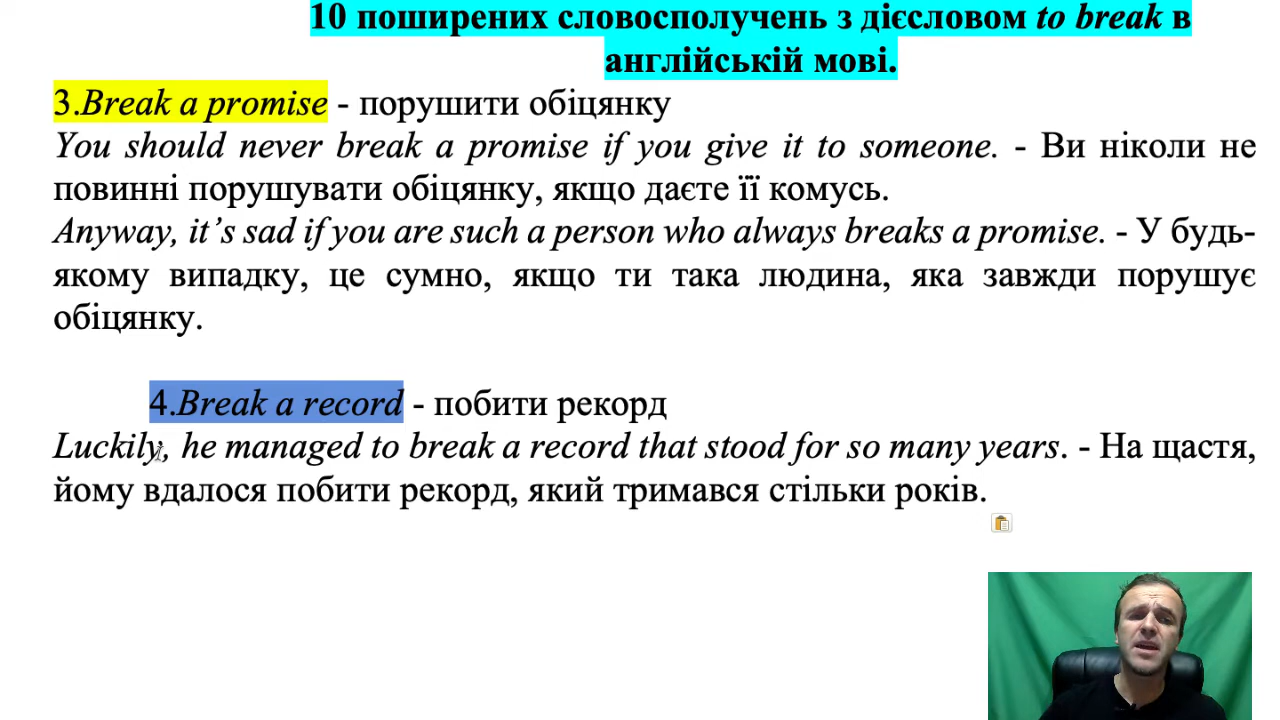 10 поширених словосполучень з дієсловом to break в
англійській мові.
3.Break a promise - порушити обіцянку
You should never break a promise if you give it to someone. - Ви ніколи не
повинні порушувати обіцянку, якщо даєте її комусь.
Anyway, it’s sad if you are such a person who always breaks a promise. - У будь-
якому випадку, це сумно, якщо ти така людина, яка завжди порушує
обіцянку.
4.Break a record - побити рекорд
Luckily, he managed to break a record that stood for so many years. - На щастя,
йому вдалося побити рекорд, який тримався стільки років.